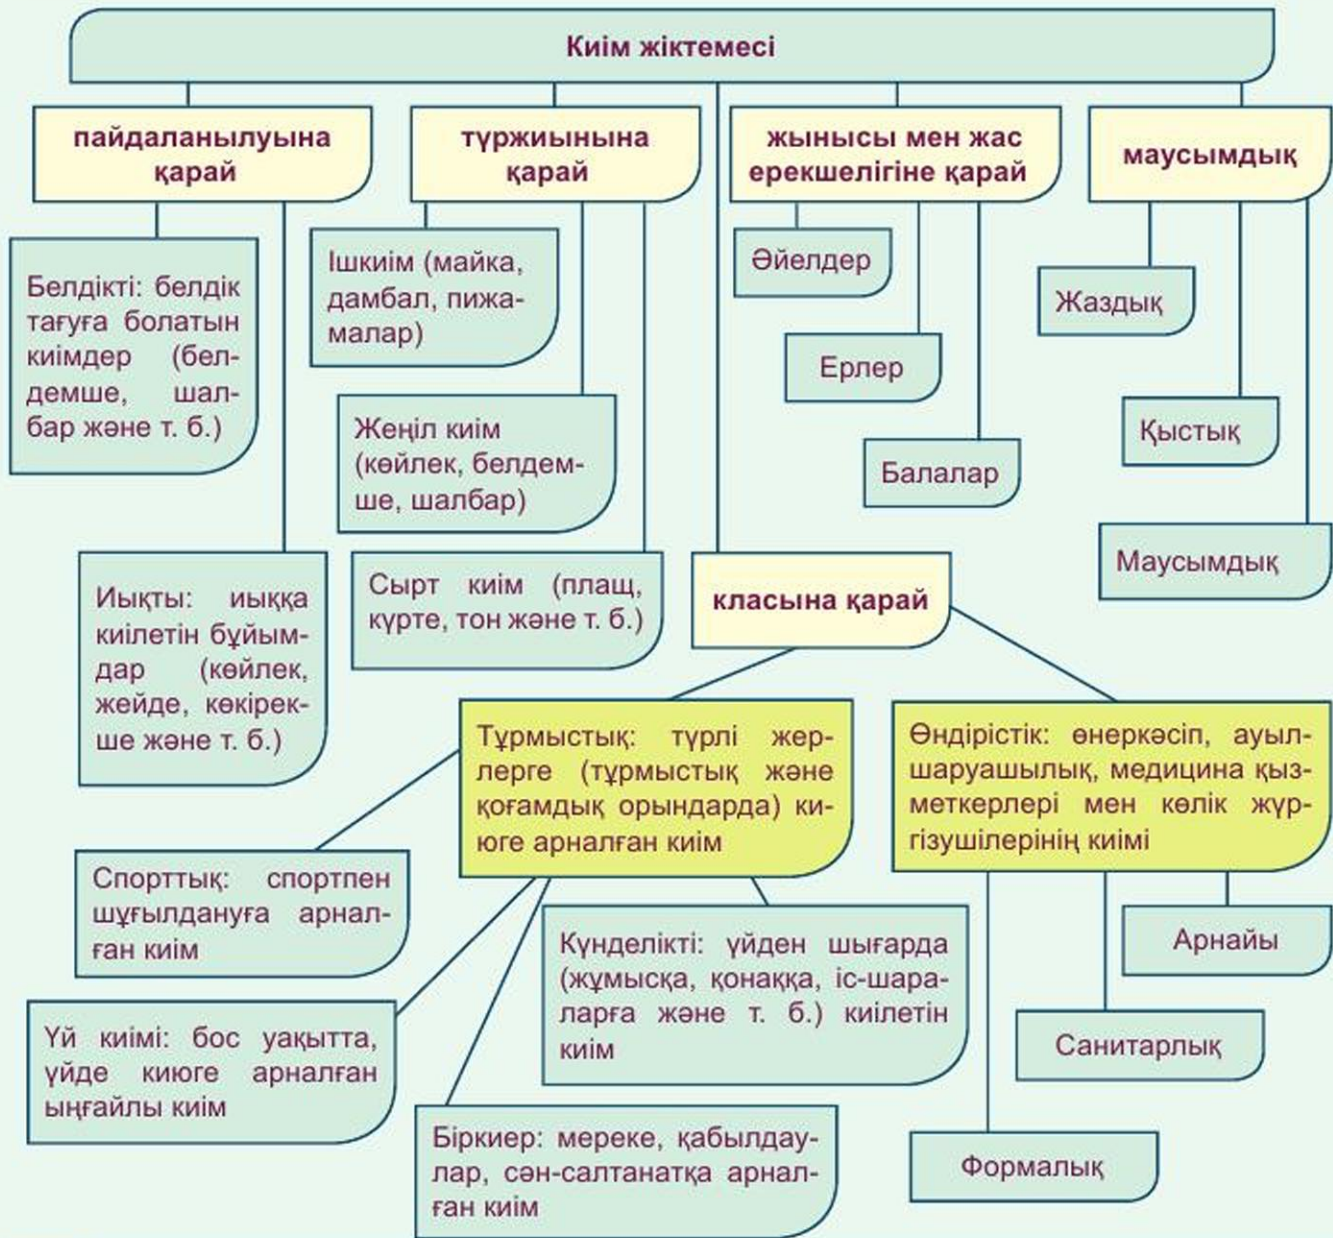 Киім жіктемесі
пайдаланылуына
қарай
түржиынына
қарай
жынысы мен жас
ерекшелігіне қарай
маусымдық
Белдікті: белдік
тағуға болатын
киімдер (бел-
демше, шал-
бар және т. б.)
Иықты: иыққа
киілетін бұйым-
дар (көйлек,
жейде, көкірек-
ше және т. б.)
Ішкиім (майка,
дамбал, пижа-
малар)
Жеңіл киім
(көйлек, белдем-
ше, шалбар)
Сырт киім (плащ,
күрте, тон және т. б.)
Әйелдер
Ерлер
Балалар
Жаздық
Қыстық
Маусымдық
класына қарай
Тұрмыстық: түрлі жер-
лерге (тұрмыстық және
қоғамдық орындарда) ки-
юге арналған киім
Өндірістік: өнеркәсіп, ауыл-
шаруашылық, медицина қыз-
меткерлері мен көлік жүр-
гізушілерінің киімі
Спорттық: спортпен
шұғылдануға арнал-
ған киім
Үй киімі: бос уақытта,
үйде киюге арналған
ыңғайлы киім
Күнделікті: үйден шығарда
(жұмысқа, қонаққа, іс-шара-
ларға және т. б.) киілетін
киім
Біркиер: мереке, қабылдау-
лар, сән-салтанатқа арнал-
ған киім
Арнайы
Санитарлық
Формалық